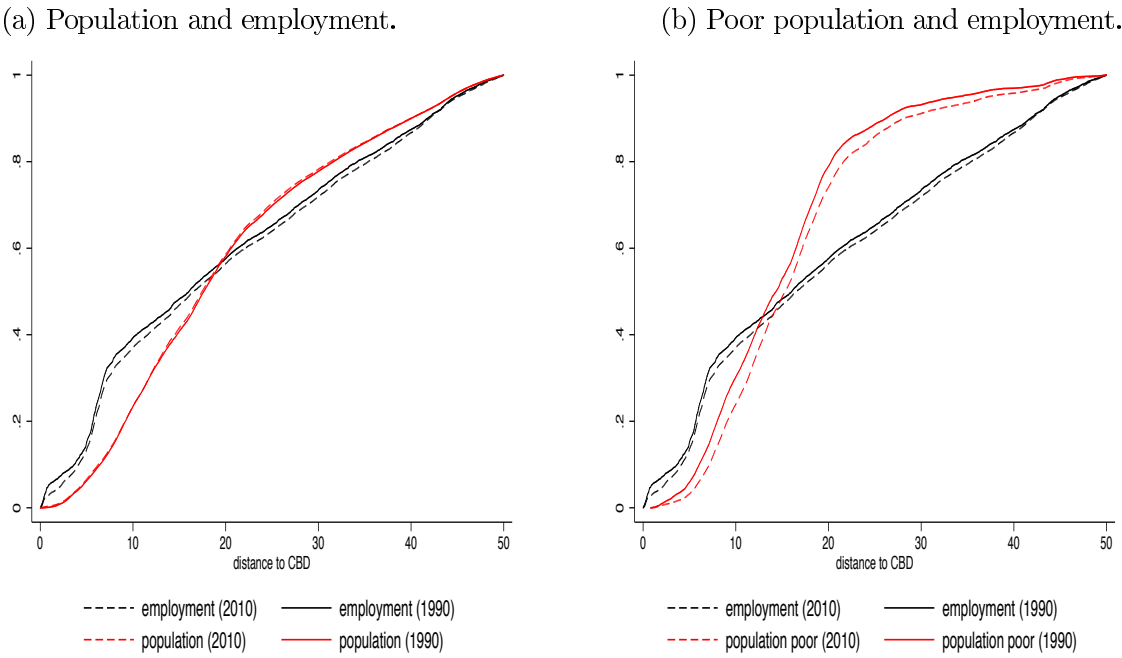 (a) Population and employment.
(b) Poor population and employment.
1
.8
.6
.4
.2
0
0 10 20 30 40 50
distance to CBD
employment (2010) employment (1990)
population (2010) population (1990)
1
.8
.6
.4
.2
0
0 10 20 30 40 50
distance to CBD
employment (2010) employment (1990)
population poor (2010) population poor (1990)